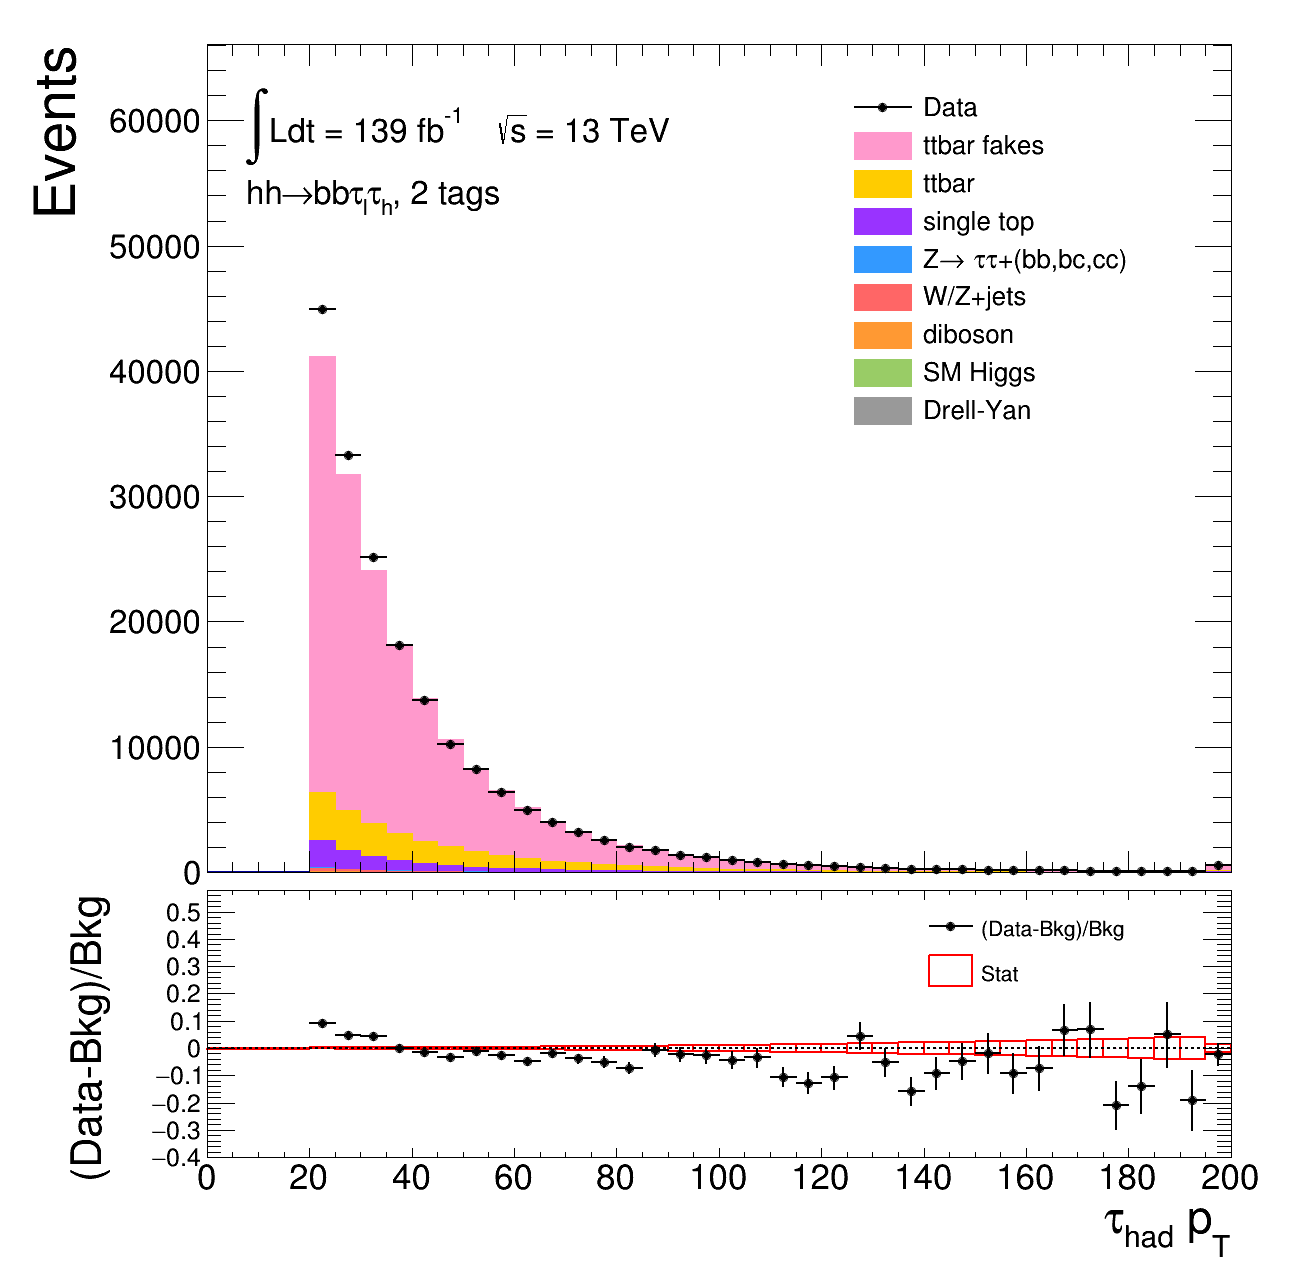 Events
60000
50000
40000
30000
20000
10000
0
∫Ldt = 139 fb⁻¹ √s = 13 TeV
hh→bbτₗτₕ, 2 tags
Data
ttbar fakes
ttbar
single top
Z→ ττ+(bb,bc,cc)
W/Z+jets
diboson
SM Higgs
Drell-Yan
(Data-Bkg)/Bkg
0.5
0.4
0.3
0.2
0.1
0
−0.1
−0.2
−0.3
−0.4
(Data-Bkg)/Bkg
Stat
0 20 40 60 80 100 120 140 160 180 200
τ_had p_T